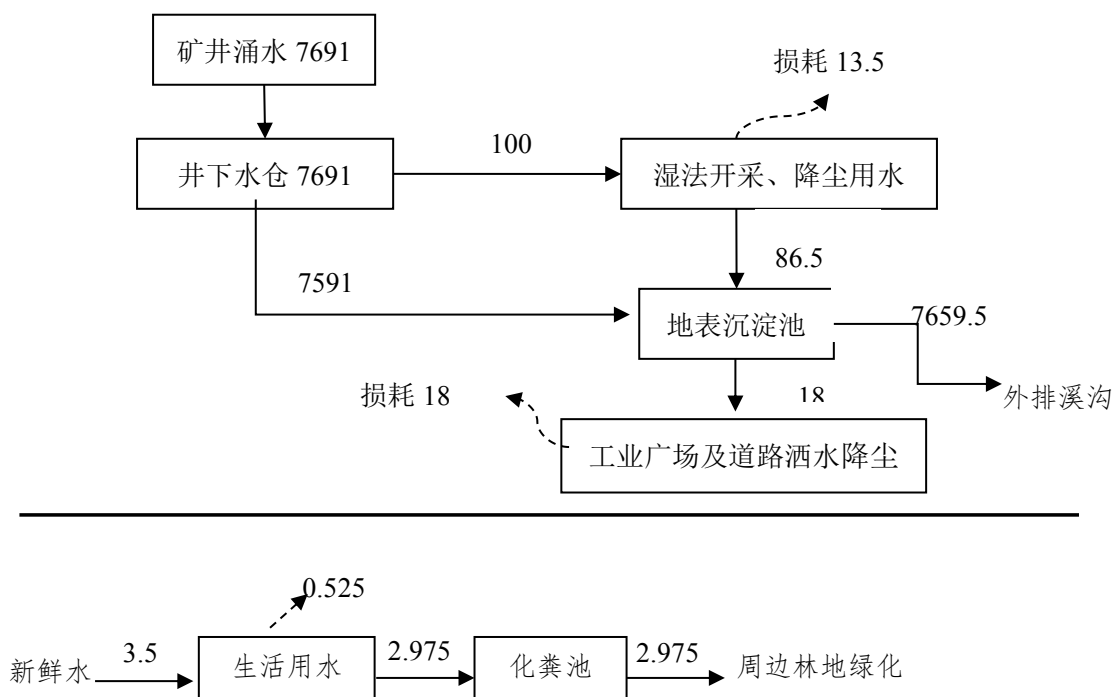 矿井涌水 7691
损耗 13.5
100
井下水仓 7691
湿法开采、降尘用水
86.5
7591
地表沉淀池
7659.5
损耗 18
18
外排溪沟
工业广场及道路洒水降尘
0.525
新鲜水
3.5
生活用水
2.975
化粪池
2.975
周边林地绿化